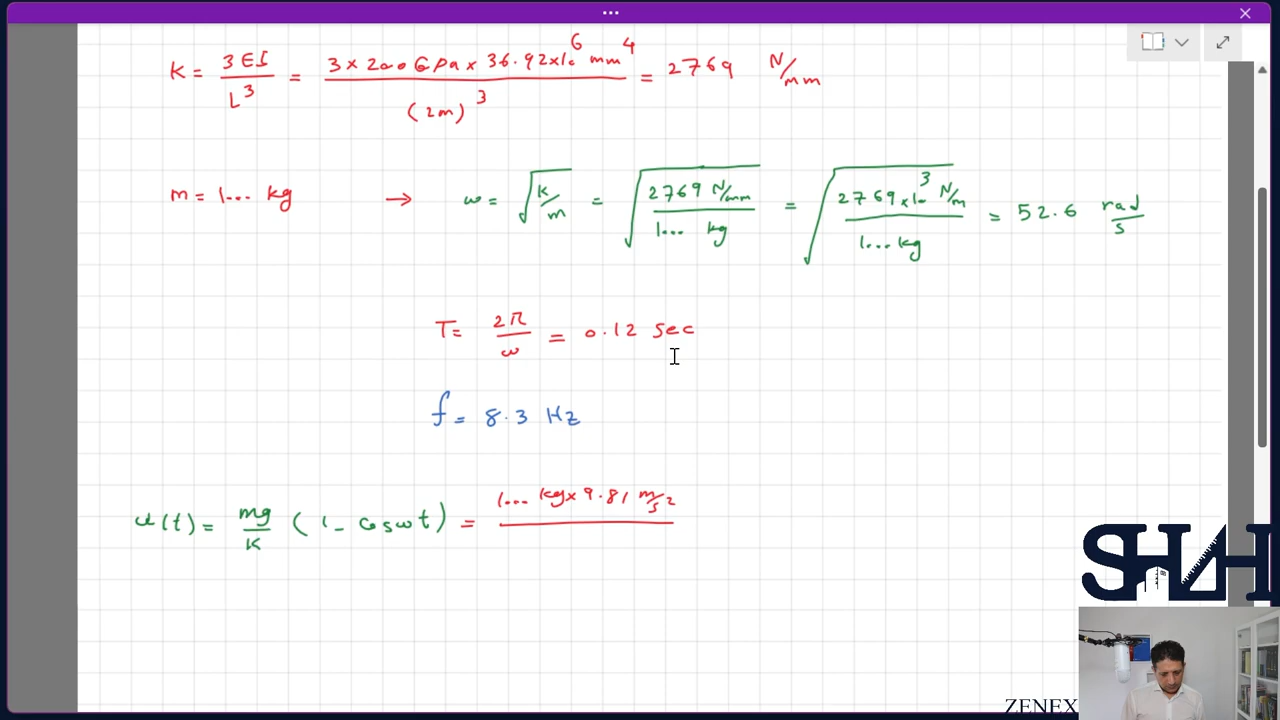 K = 3EI / L³ = 3 × 200 GPa × 36.92×10⁶ mm⁴ / (2m)³ = 2769 N/mm
m = 1000 kg → ω = √(k/m) = √(2769 N/mm / 1000 kg) = √(2769×10³ N/m / 1000 kg) = 52.6 rad/s
T = 2π / ω = 0.12 sec
f = 8.3 Hz
u(t) = mg / K (1 - cosωt) = 1000 kg × 9.81 m/s²
SHZH
ZENEX